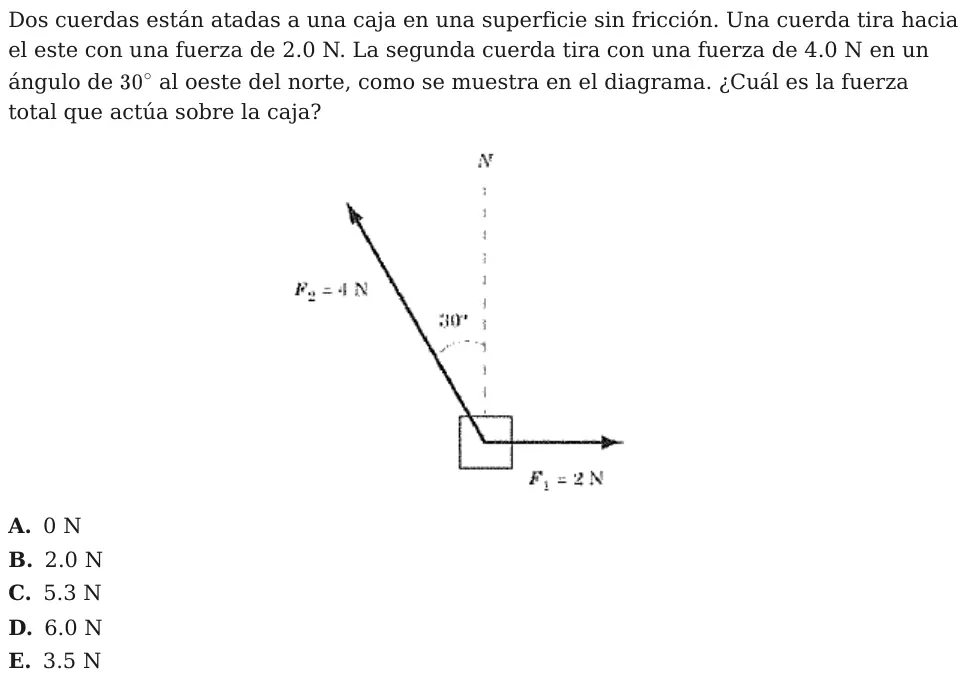 Dos cuerdas están atadas a una caja en una superficie sin fricción. Una cuerda tira hacia
el este con una fuerza de 2.0 N. La segunda cuerda tira con una fuerza de 4.0 N en un
ángulo de 30° al oeste del norte, como se muestra en el diagrama. ¿Cuál es la fuerza
total que actúa sobre la caja?
N
F₂ = 4 N
30°
F₁ = 2 N
A. 0 N
B. 2.0 N
C. 5.3 N
D. 6.0 N
E. 3.5 N